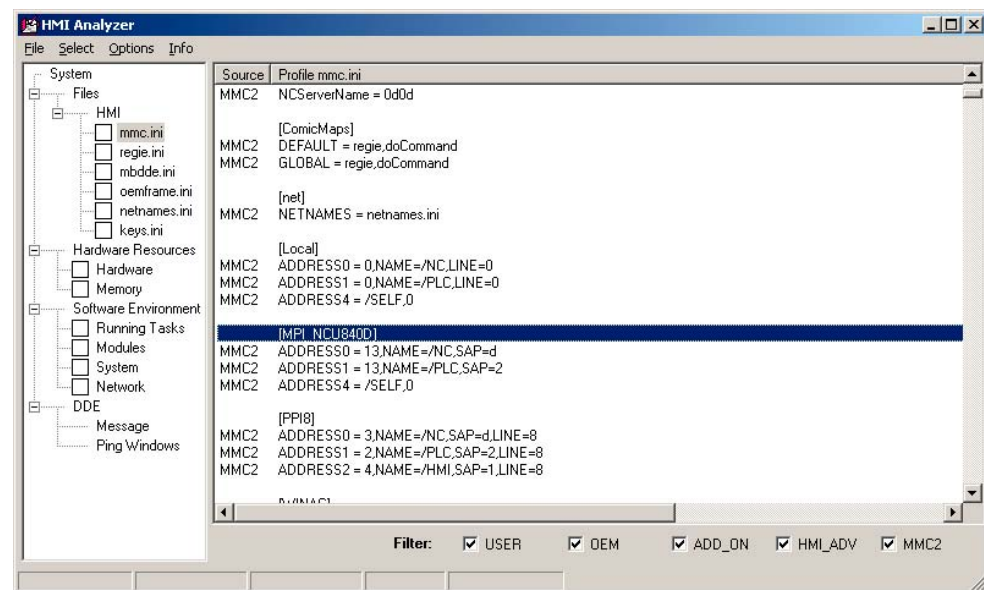 HMI Analyzer
File Select Options Info
System
Files
HMI
mmc.ini
regie.ini
mbdde.ini
oemframe.ini
netnames.ini
keys.ini
Hardware Resources
Hardware
Memory
Software Environment
Running Tasks
Modules
System
Network
DDE
Message
Ping Windows
Source Profile mmc.ini
MMC2 NCServerName = 0d0d
[ComicMaps]
MMC2 DEFAULT = regie,doCommand
MMC2 GLOBAL = regie,doCommand
[net]
MMC2 NETNAMES = netnames.ini
[Local]
MMC2 ADDRESS0 = 0,NAME=/NC,LINE=0
MMC2 ADDRESS1 = 0,NAME=/PLC,LINE=0
MMC2 ADDRESS4 = /SELF,0
[MPI_NCU840D]
MMC2 ADDRESS0 = 13,NAME=/NC,SAP=d
MMC2 ADDRESS1 = 13,NAME=/PLC,SAP=2
MMC2 ADDRESS4 = /SELF,0
[PPI8]
MMC2 ADDRESS0 = 3,NAME=/NC,SAP=d,LINE=8
MMC2 ADDRESS1 = 2,NAME=/PLC,SAP=2,LINE=8
MMC2 ADDRESS2 = 4,NAME=/HMI,SAP=1,LINE=8
Filter: USER OEM ADD_ON HMI_ADV MMC2